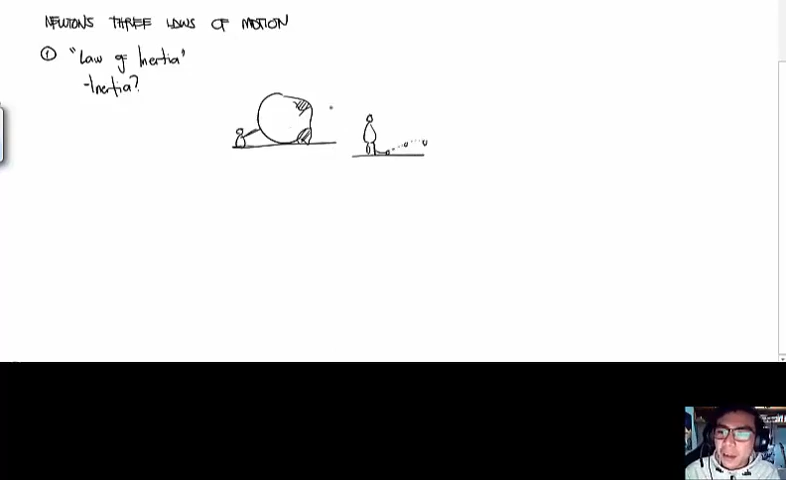 NEWTONS THREE LAWS OF MOTION
① "Law of Inertia"
-Inertia?